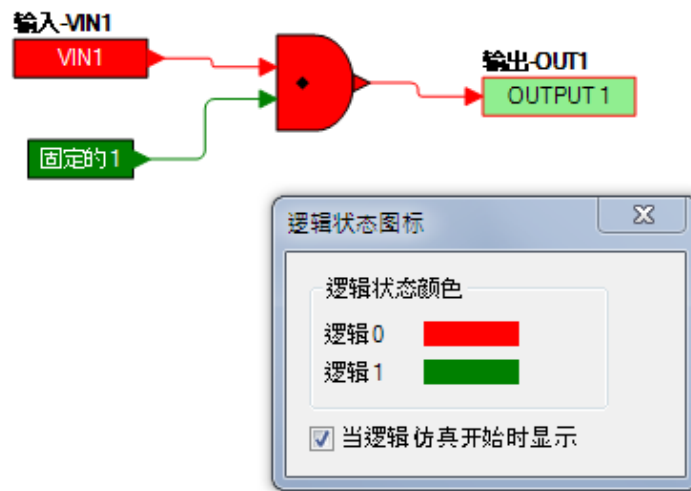 输入-VIN1
VIN1
输出-OUT1
OUTPUT 1
固定的 1
逻辑状态图标
逻辑状态颜色
逻辑 0
逻辑 1
当逻辑仿真开始时显示